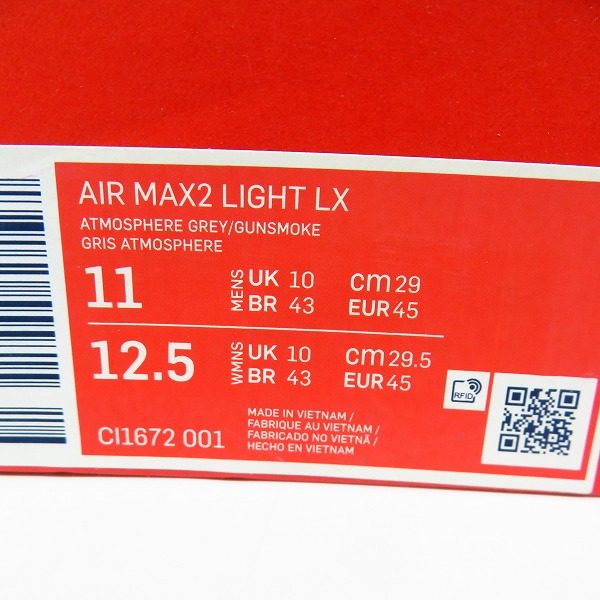 AIR MAX2 LIGHT LX
ATMOSPHERE GREY/GUNSMOKE
GRIS ATMOSPHERE
11 MENS UK 10 cm 29
BR 43 EUR 45
12.5 WMNS UK 10 cm 29.5
BR 43 EUR 45
RFID
CI1672 001
MADE IN VIETNAM /
FABRIQUE AU VIETNAM /
FABRICADO NO VIETNÃ /
HECHO EN VIETNAM